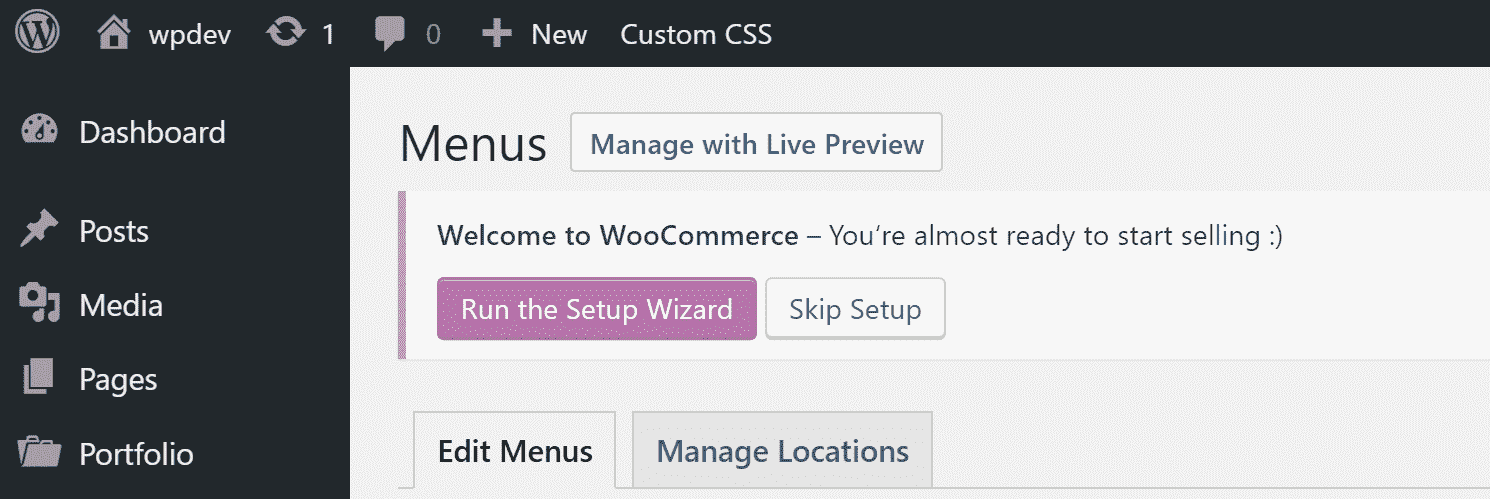 wpdev 1 0 New Custom CSS
Dashboard
Posts
Media
Pages
Portfolio
Menus Manage with Live Preview
Welcome to WooCommerce – You‘re almost ready to start selling :)
Run the Setup Wizard Skip Setup
Edit Menus Manage Locations